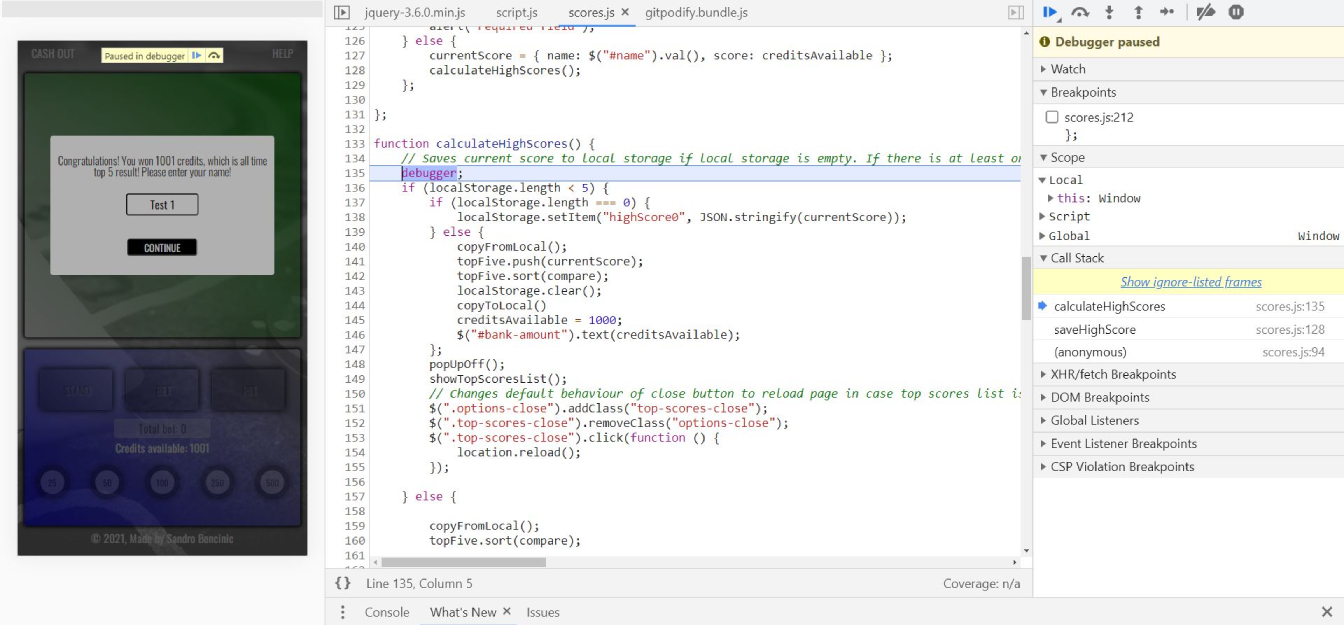 CASH OUT
Paused in debugger
HELP
Congratulations! You won 1001 credits, which is all time
top 5 result! Please enter your name!
Test 1
CONTINUE
Total bet: 0
Credits available: 1001
25
50
100
250
500
© 2021, Made by Sandro Bencinic
jquery-3.6.0.min.js
script.js
scores.js ×
gitpodify.bundle.js
125 alert("required field");
126 } else {
127 currentScore = { name: $("#name").val(), score: creditsAvailable };
128 calculateHighScores();
129 };
130
131 };
132
133 function calculateHighScores() {
134 // Saves current score to local storage if local storage is empty. If there is at least o
135 debugger;
136 if (localStorage.length < 5) {
137 if (localStorage.length === 0) {
138 localStorage.setItem("highScore0", JSON.stringify(currentScore));
139 } else {
140 copyFromLocal();
141 topFive.push(currentScore);
142 topFive.sort(compare);
143 localStorage.clear();
144 copyToLocal()
145 creditsAvailable = 1000;
146 $("#bank-amount").text(creditsAvailable);
147 };
148 popUpOff();
149 showTopScoresList();
150 // Changes default behaviour of close button to reload page in case top scores list is
151 $(".options-close").addClass("top-scores-close");
152 $(".top-scores-close").removeClass("options-close");
153 $(".top-scores-close").click(function () {
154 location.reload();
155 });
156
157 } else {
158
159 copyFromLocal();
160 topFive.sort(compare);
161
{} Line 135, Column 5
Coverage: n/a
Console
What's New ×
Issues
Debugger paused
Watch
Breakpoints
scores.js:212
};
Scope
Local
this: Window
Script
Global Window
Call Stack
Show ignore-listed frames
calculateHighScores scores.js:135
saveHighScore scores.js:128
(anonymous) scores.js:94
XHR/fetch Breakpoints
DOM Breakpoints
Global Listeners
Event Listener Breakpoints
CSP Violation Breakpoints